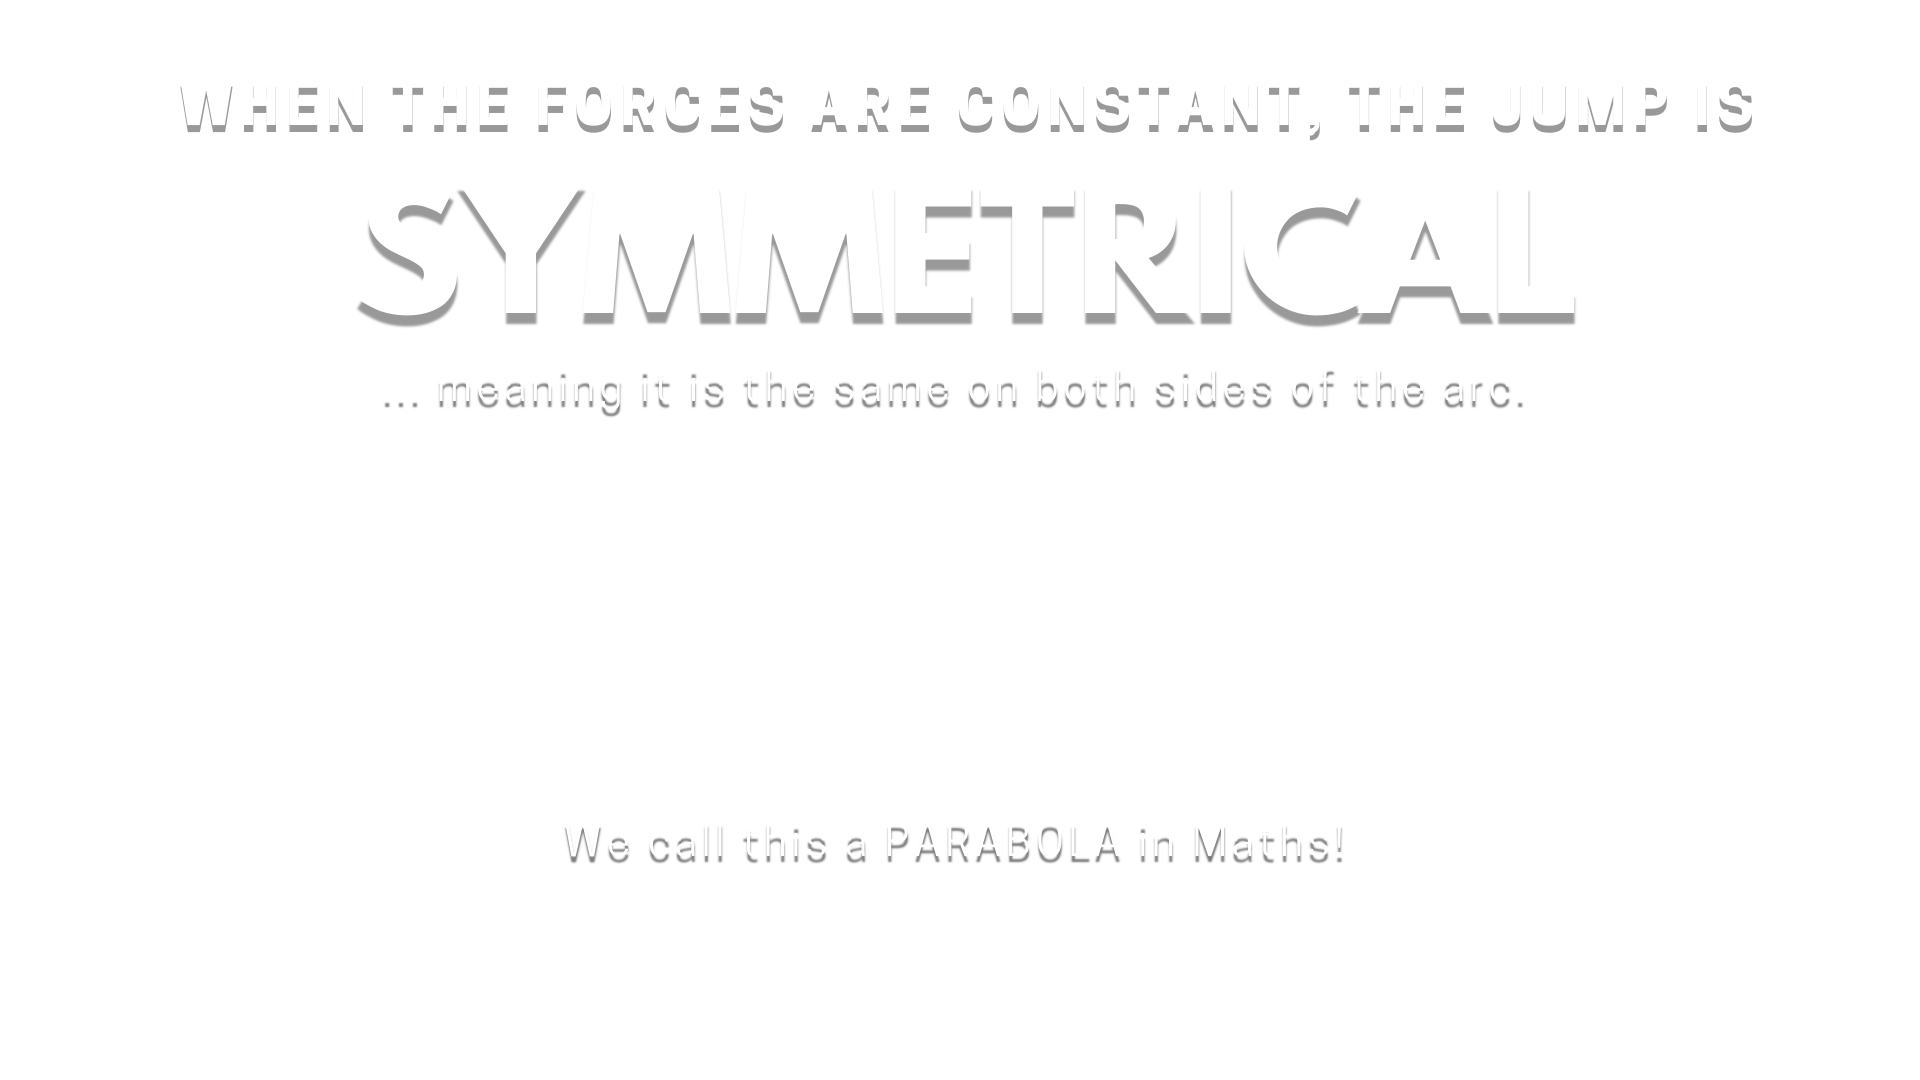 WHEN THE FORCES ARE CONSTANT, THE JUMP IS
SYMMETRICAL
... meaning it is the same on both sides of the arc.
We call this a PARABOLA in Maths!